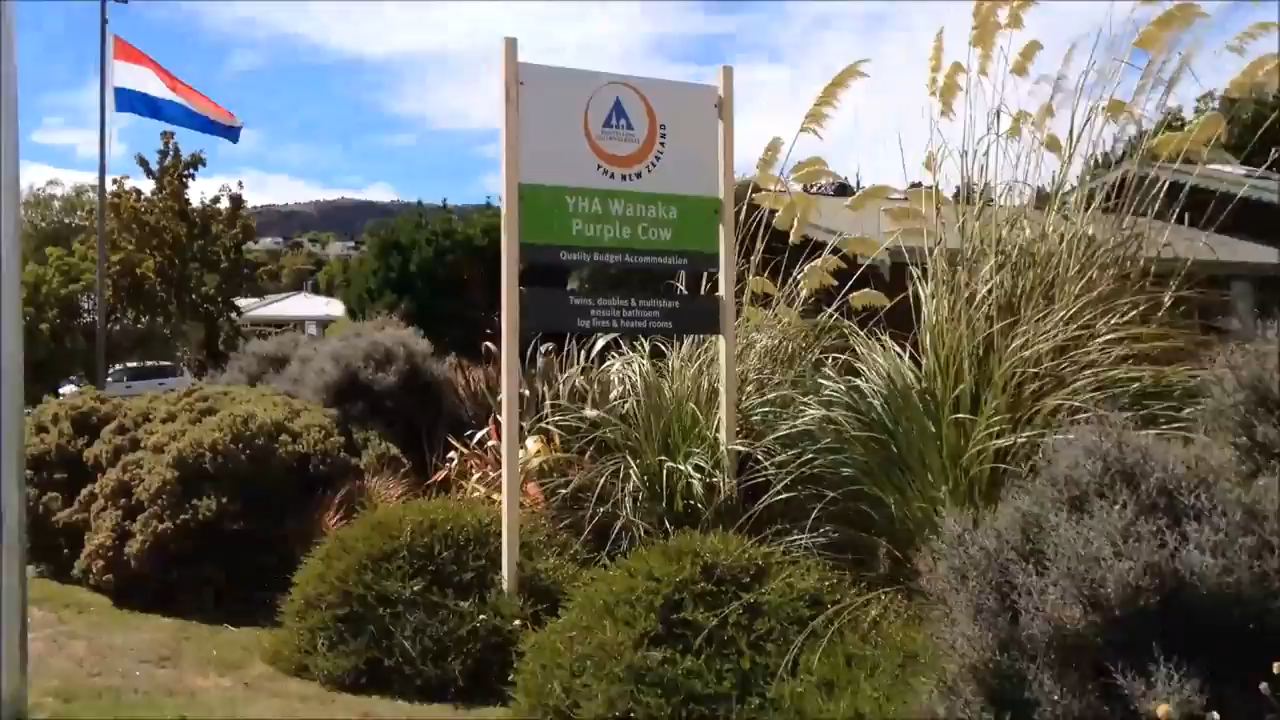 YHA NEW ZEALAND
YHA Wanaka
Purple Cow
Quality Budget Accommodation
Twins, doubles & multishare
ensuite bathroom
log fires & heated rooms